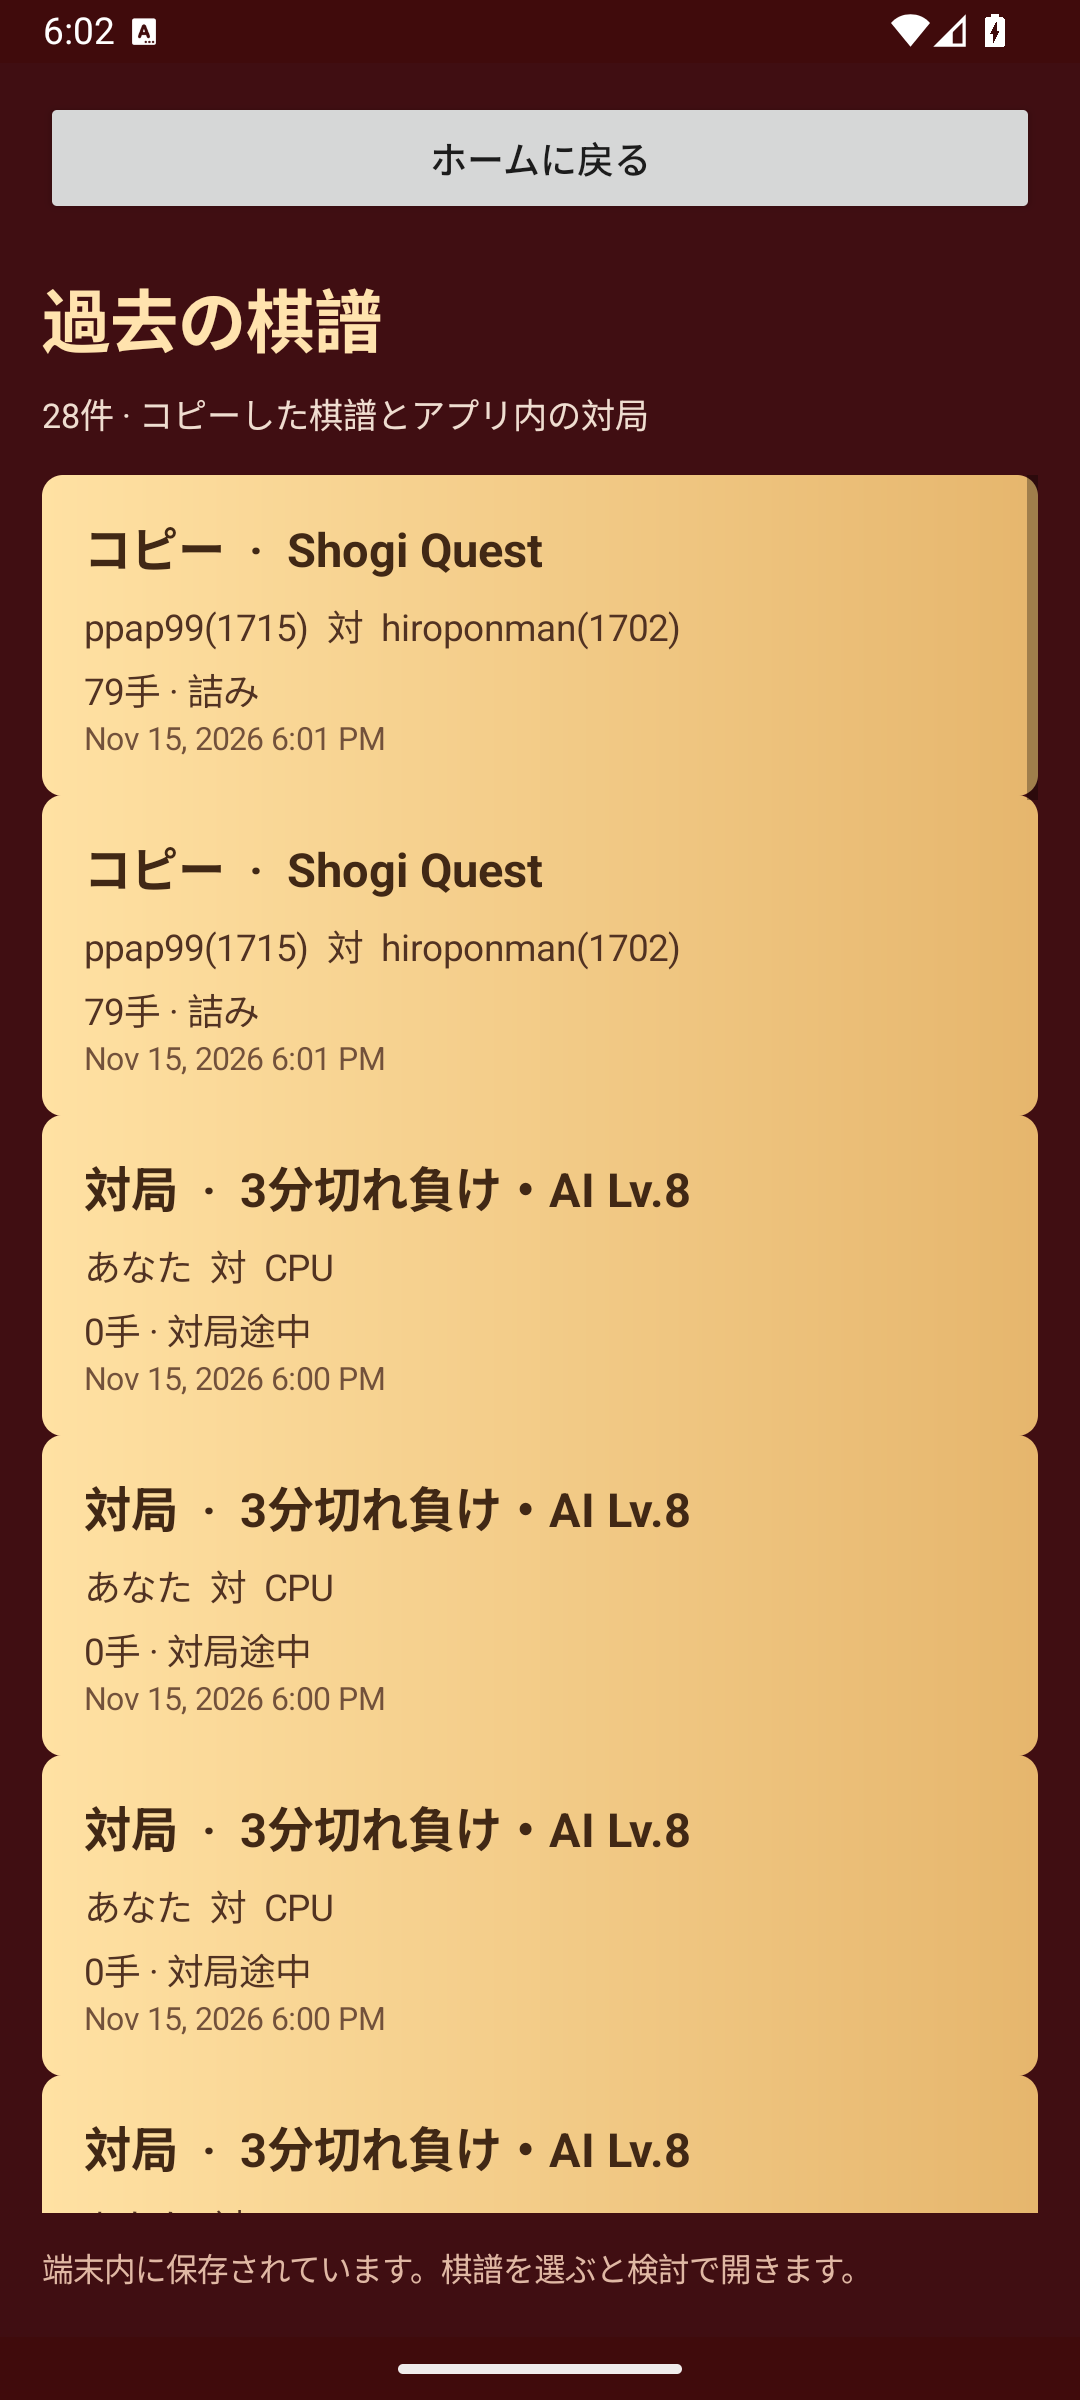 6:02
ホームに戻る
過去の棋譜
28件 · コピーした棋譜とアプリ内の対局
コピー · Shogi Quest
ppap99(1715) 対 hiroponman(1702)
79手 · 詰み
Nov 15, 2026 6:01 PM
コピー · Shogi Quest
ppap99(1715) 対 hiroponman(1702)
79手 · 詰み
Nov 15, 2026 6:01 PM
対局 · 3分切れ負け・AI Lv.8
あなた 対 CPU
0手 · 対局途中
Nov 15, 2026 6:00 PM
対局 · 3分切れ負け・AI Lv.8
あなた 対 CPU
0手 · 対局途中
Nov 15, 2026 6:00 PM
対局 · 3分切れ負け・AI Lv.8
あなた 対 CPU
0手 · 対局途中
Nov 15, 2026 6:00 PM
対局 · 3分切れ負け・AI Lv.8
端末内に保存されています。棋譜を選ぶと検討で開きます。